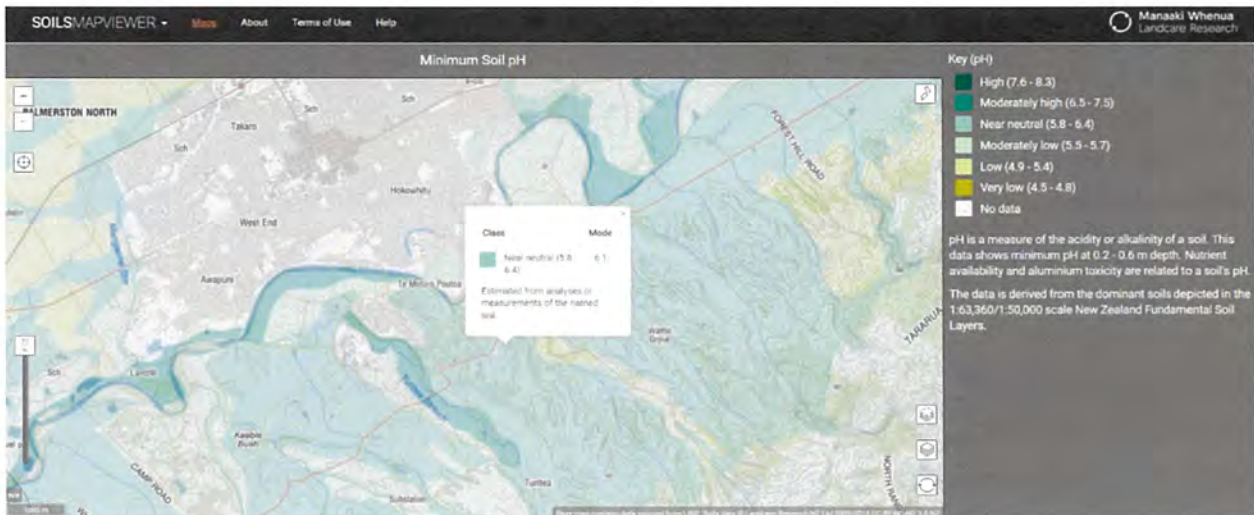 SOILSMAPVIEWER
Maps
About
Terms of Use
Help
Manaaki Whenua
Landcare Research
Minimum Soil pH
Key (pH)
High (7.6 - 8.3)
Moderately high (6.5 - 7.5)
Near neutral (5.8 - 6.4)
Moderately low (5.5 - 5.7)
Low (4.9 - 5.4)
Very low (4.5 - 4.8)
No data
pH is a measure of the acidity or alkalinity of a soil. This
data shows minimum pH at 0.2 - 0.6 m depth. Nutrient
availability and aluminium toxicity are related to a soil's pH.
The data is derived from the dominant soils depicted in the
1:63,360/1:50,000 scale New Zealand Fundamental Soil
Layers.
PALMERSTON NORTH
Sch
Sch
Takaro
Sch
Hokowhitu
West End
Awapuni
FOREST HILL ROAD
Class Mode
Near neutral (5.8 6.1
6.4)
Estimated from analyses or
measurements of the named
soil.
TARARUA
Sch
Keeble
Bush
CAMP ROAD
Substation
Turitea